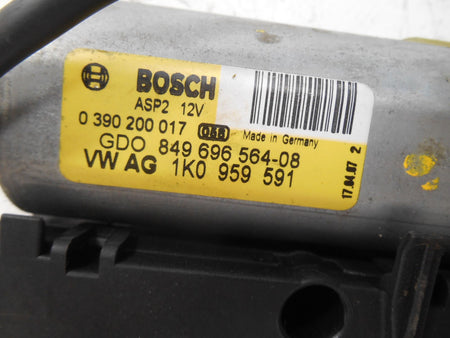 BOSCH
ASP2 12V
0 390 200 017 Made in Germany
GDO 849 696 564-08
VW AG 1K0 959 591
17.04.07 2